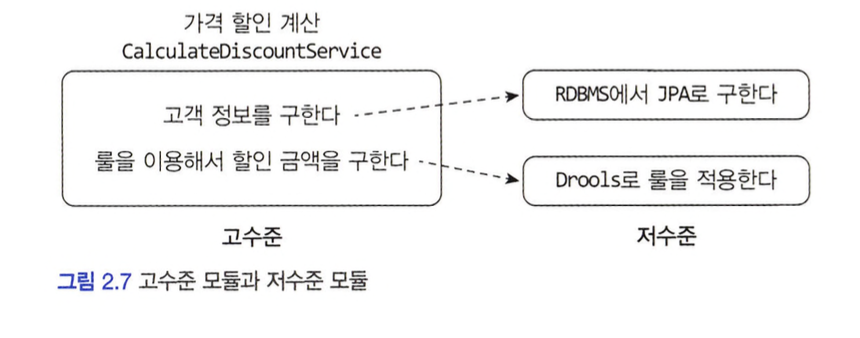 가격 할인 계산
CalculateDiscountService
고객 정보를 구한다
RDBMS에서 JPA로 구한다
룰을 이용해서 할인 금액을 구한다
Drools로 룰을 적용한다
고수준
저수준
그림 2.7 고수준 모듈과 저수준 모듈